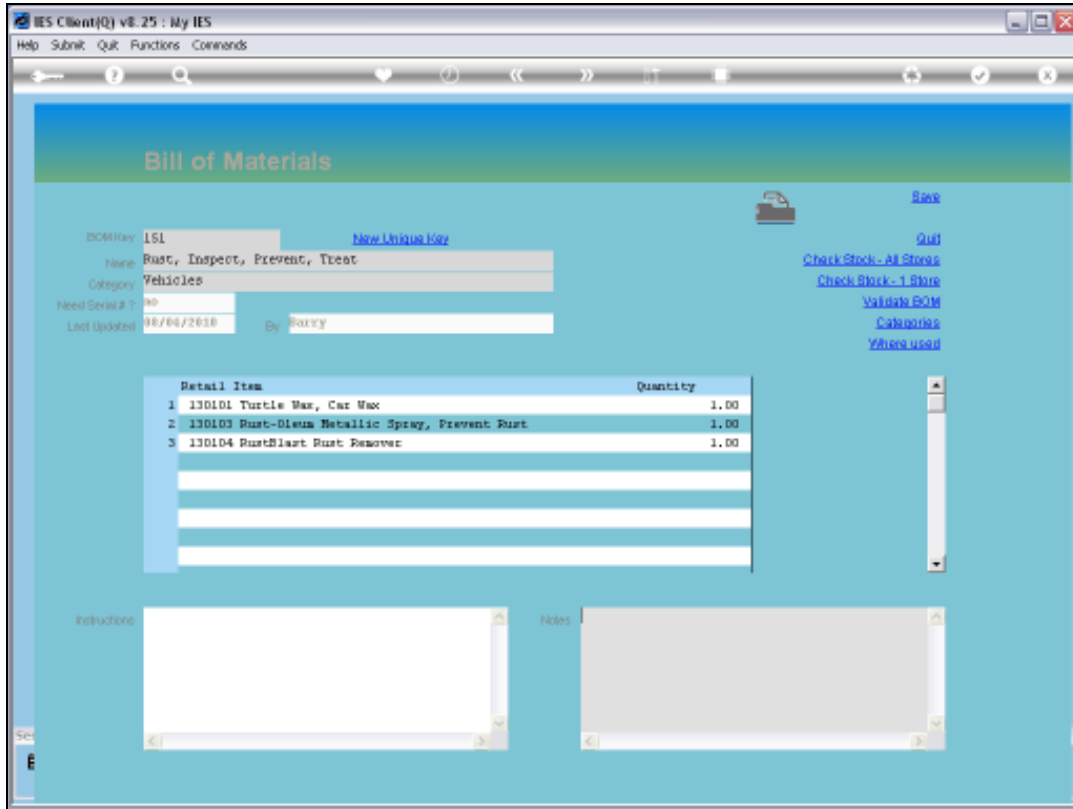 IES Client(Q) v8.25 : My IES
Help Submit Quit Functions Commands
Bill of Materials
Save
BOM Key 151 New Unique Key Quit
Name Rust, Inspect, Prevent, Treat Check Stock - All Stores
Category Vehicles Check Stock - 1 Store
Need Serial # ? no Validate BOM
Last Updated 08/06/2010 By Barry Categories
Where used
Retail Item Quantity
1 130101 Turtle Wax, Car Wax 1.00
2 130103 Rust-Oleum Metallic Spray, Prevent Rust 1.00
3 130104 RustBlast Rust Remover 1.00
Instructions Notes